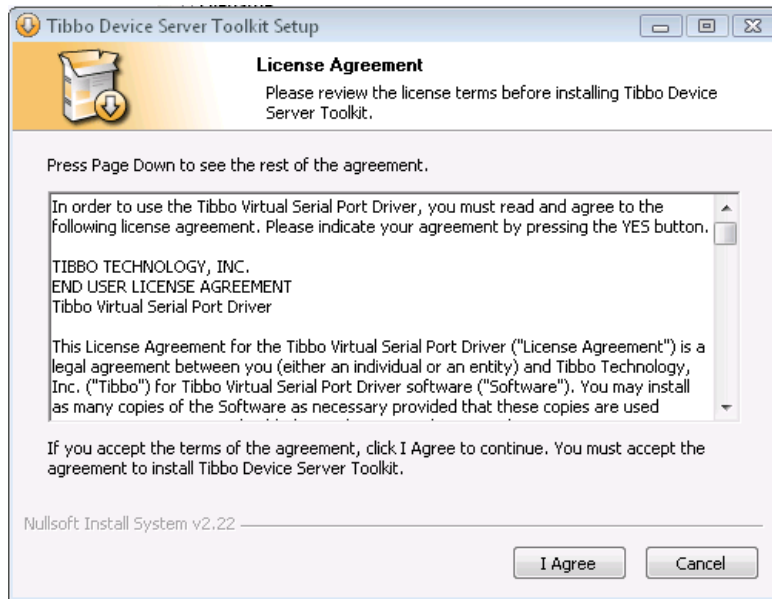 Tibbo Device Server Toolkit Setup
License Agreement
Please review the license terms before installing Tibbo Device
Server Toolkit.
Press Page Down to see the rest of the agreement.
In order to use the Tibbo Virtual Serial Port Driver, you must read and agree to the
following license agreement. Please indicate your agreement by pressing the YES button.
TIBBO TECHNOLOGY, INC.
END USER LICENSE AGREEMENT
Tibbo Virtual Serial Port Driver
This License Agreement for the Tibbo Virtual Serial Port Driver ("License Agreement") is a
legal agreement between you (either an individual or an entity) and Tibbo Technology,
Inc. ("Tibbo") for Tibbo Virtual Serial Port Driver software ("Software"). You may install
as many copies of the Software as necessary provided that these copies are used
If you accept the terms of the agreement, click I Agree to continue. You must accept the
agreement to install Tibbo Device Server Toolkit.
Nullsoft Install System v2.22
I Agree
Cancel